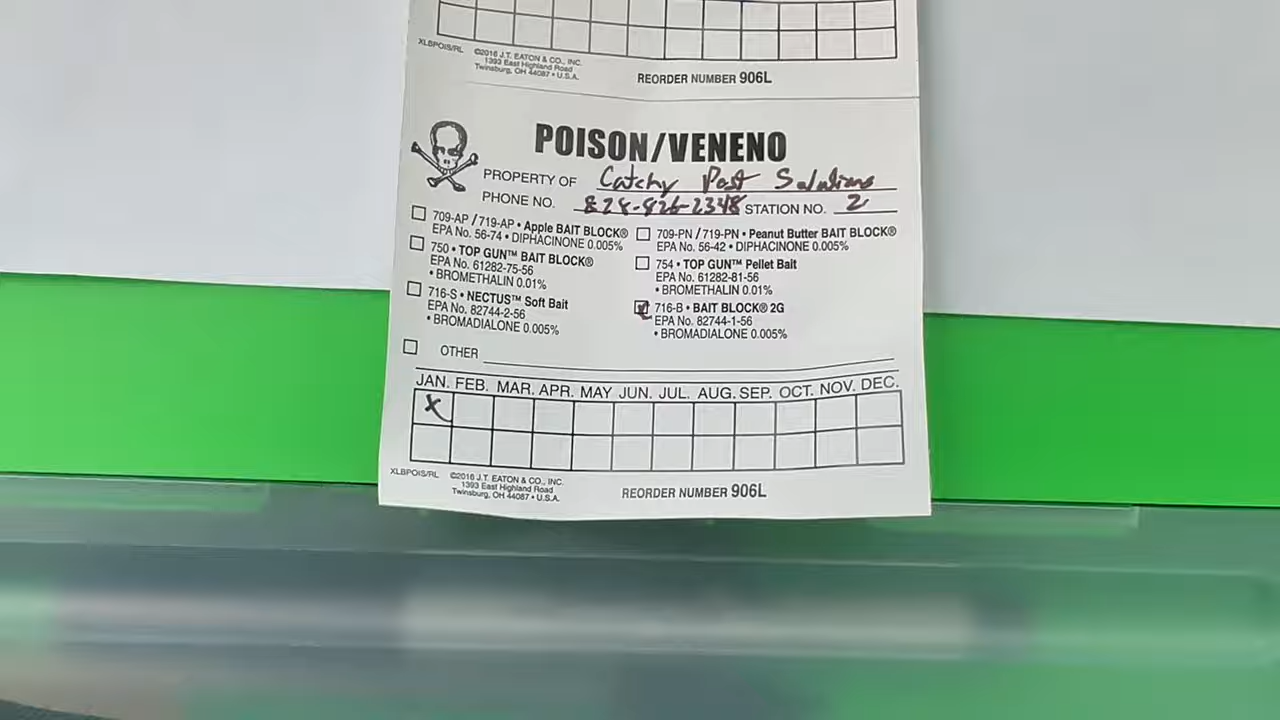 XLBPOIS/RL ©2016 J.T. EATON & CO., INC.
1393 East Highland Road
Twinsburg, OH 44087 • U.S.A.
REORDER NUMBER 906L
POISON/VENENO
PROPERTY OF Catchy Pest Solutions
PHONE NO. 828-826-2348 STATION NO. 2
709-AP / 719-AP • Apple BAIT BLOCK®
EPA No. 56-74 • DIPHACINONE 0.005%
750 • TOP GUN™ BAIT BLOCK®
EPA No. 61282-75-56
• BROMETHALIN 0.01%
716-S • NECTUS™ Soft Bait
EPA No. 82744-2-56
• BROMADIALONE 0.005%
709-PN / 719-PN • Peanut Butter BAIT BLOCK®
EPA No. 56-42 • DIPHACINONE 0.005%
754 • TOP GUN™ Pellet Bait
EPA No. 61282-81-56
• BROMETHALIN 0.01%
716-B • BAIT BLOCK® 2G
EPA No. 82744-1-56
• BROMADIALONE 0.005%
OTHER
JAN. FEB. MAR. APR. MAY JUN. JUL. AUG. SEP. OCT. NOV. DEC.
X
XLBPOIS/RL ©2016 J.T. EATON & CO., INC.
1393 East Highland Road
Twinsburg, OH 44087 • U.S.A.
REORDER NUMBER 906L